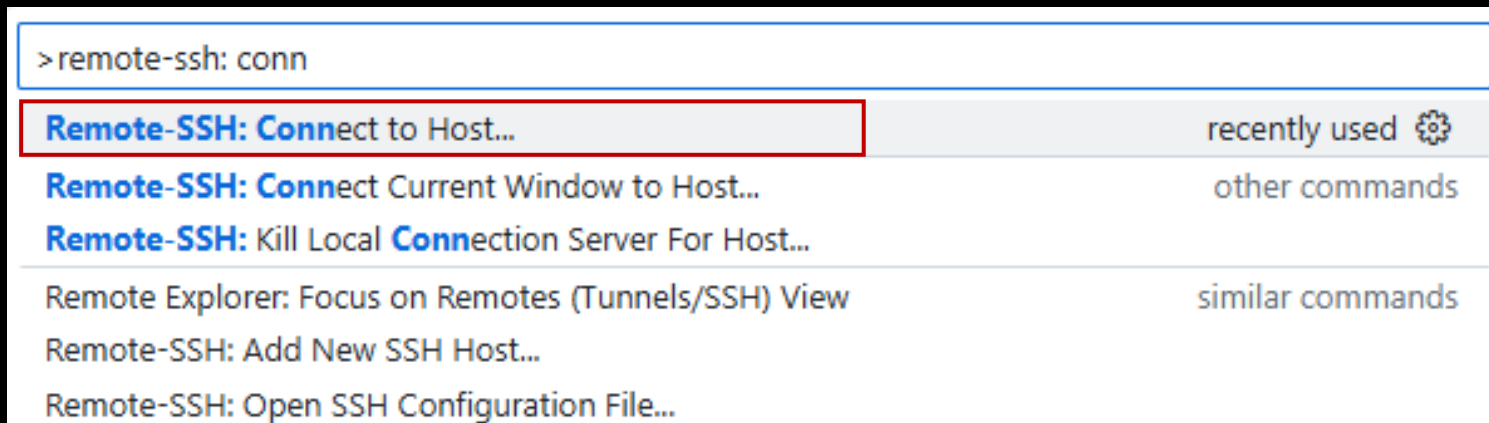 >remote-ssh: conn
Remote-SSH: Connect to Host... recently used
Remote-SSH: Connect Current Window to Host... other commands
Remote-SSH: Kill Local Connection Server For Host...
Remote Explorer: Focus on Remotes (Tunnels/SSH) View similar commands
Remote-SSH: Add New SSH Host...
Remote-SSH: Open SSH Configuration File...